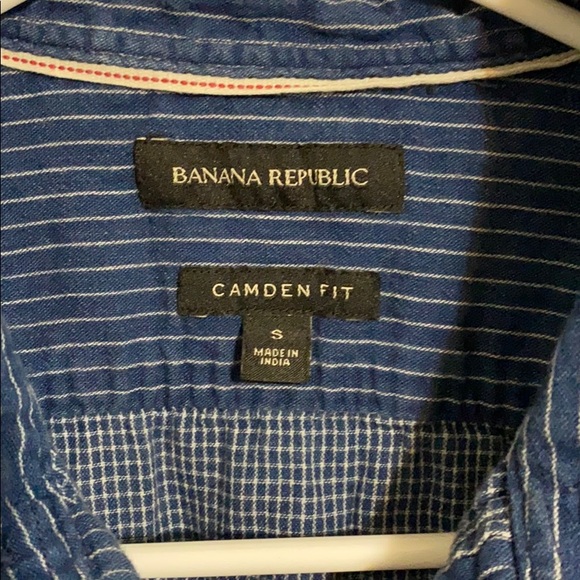 BANANA REPUBLIC
CAMDEN FIT
S
MADE IN
INDIA